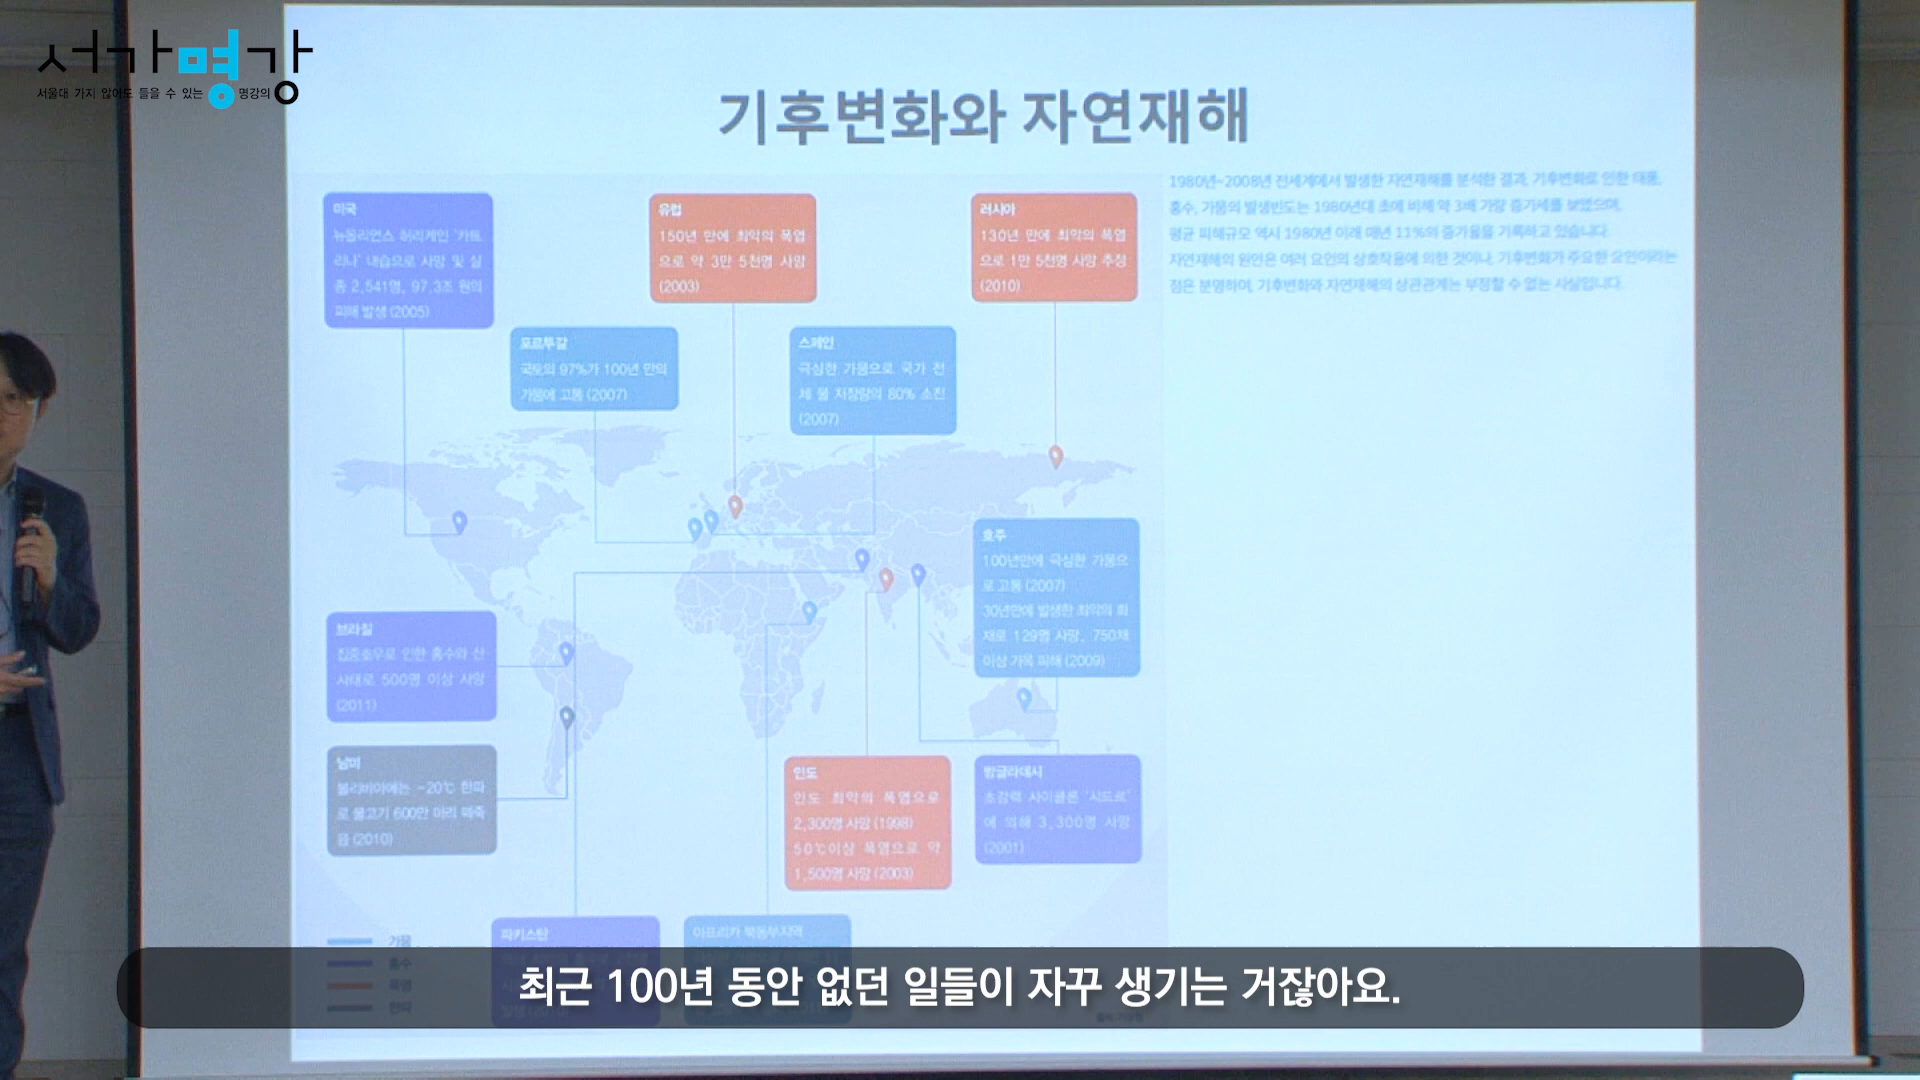 서가명강
서울대 가지 않아도 들을 수 있는 명강의
기후변화와 자연재해
1980년~2008년 전세계에서 발생한 자연재해를 분석한 결과, 기후변화로 인한 태풍,
홍수, 가뭄의 발생빈도는 1980년대 초에 비해 약 3배 가량 증가세를 보였으며,
평균 피해규모 역시 1980년 이래 매년 11%의 증가율을 기록하고 있습니다.
자연재해의 원인은 여러 요인의 상호작용에 의한 것이나, 기후변화가 주요한 요인이라는
점은 분명하며, 기후변화와 자연재해의 상관관계는 부정할 수 없는 사실입니다.
미국
뉴올리언스 허리케인 '카트
리나' 내습으로 사망 및 실
종 2,541명, 97.3조 원의
피해 발생 (2005)
유럽
150년 만에 최악의 폭염
으로 약 3만 5천명 사망
(2003)
러시아
130년 만에 최악의 폭염
으로 1만 5천명 사망 추정
(2010)
포르투갈
국토의 97%가 100년 만의
가뭄에 고통 (2007)
스페인
극심한 가뭄으로 국가 전
체 물 저장량의 80% 소진
(2007)
호주
100년만에 극심한 가뭄으
로 고통 (2007)
30년만에 발생한 최악의 화
재로 129명 사망, 750채
이상 가옥 피해 (2009)
브라질
집중호우로 인한 홍수와 산
사태로 500명 이상 사망
(2011)
남미
볼리비아에는 -20℃ 한파
로 물고기 600만 마리 떼죽
음 (2010)
인도
인도 최악의 폭염으로
2,300명 사망 (1998)
50℃이상 폭염으로 약
1,500명 사망 (2003)
방글라데시
초강력 사이클론 '시드르'
에 의해 3,300명 사망
(2001)
파키스탄
아프리카 북동부지역
가뭄
홍수
폭염
한파
최근 100년 동안 없던 일들이 자꾸 생기는 거잖아요.